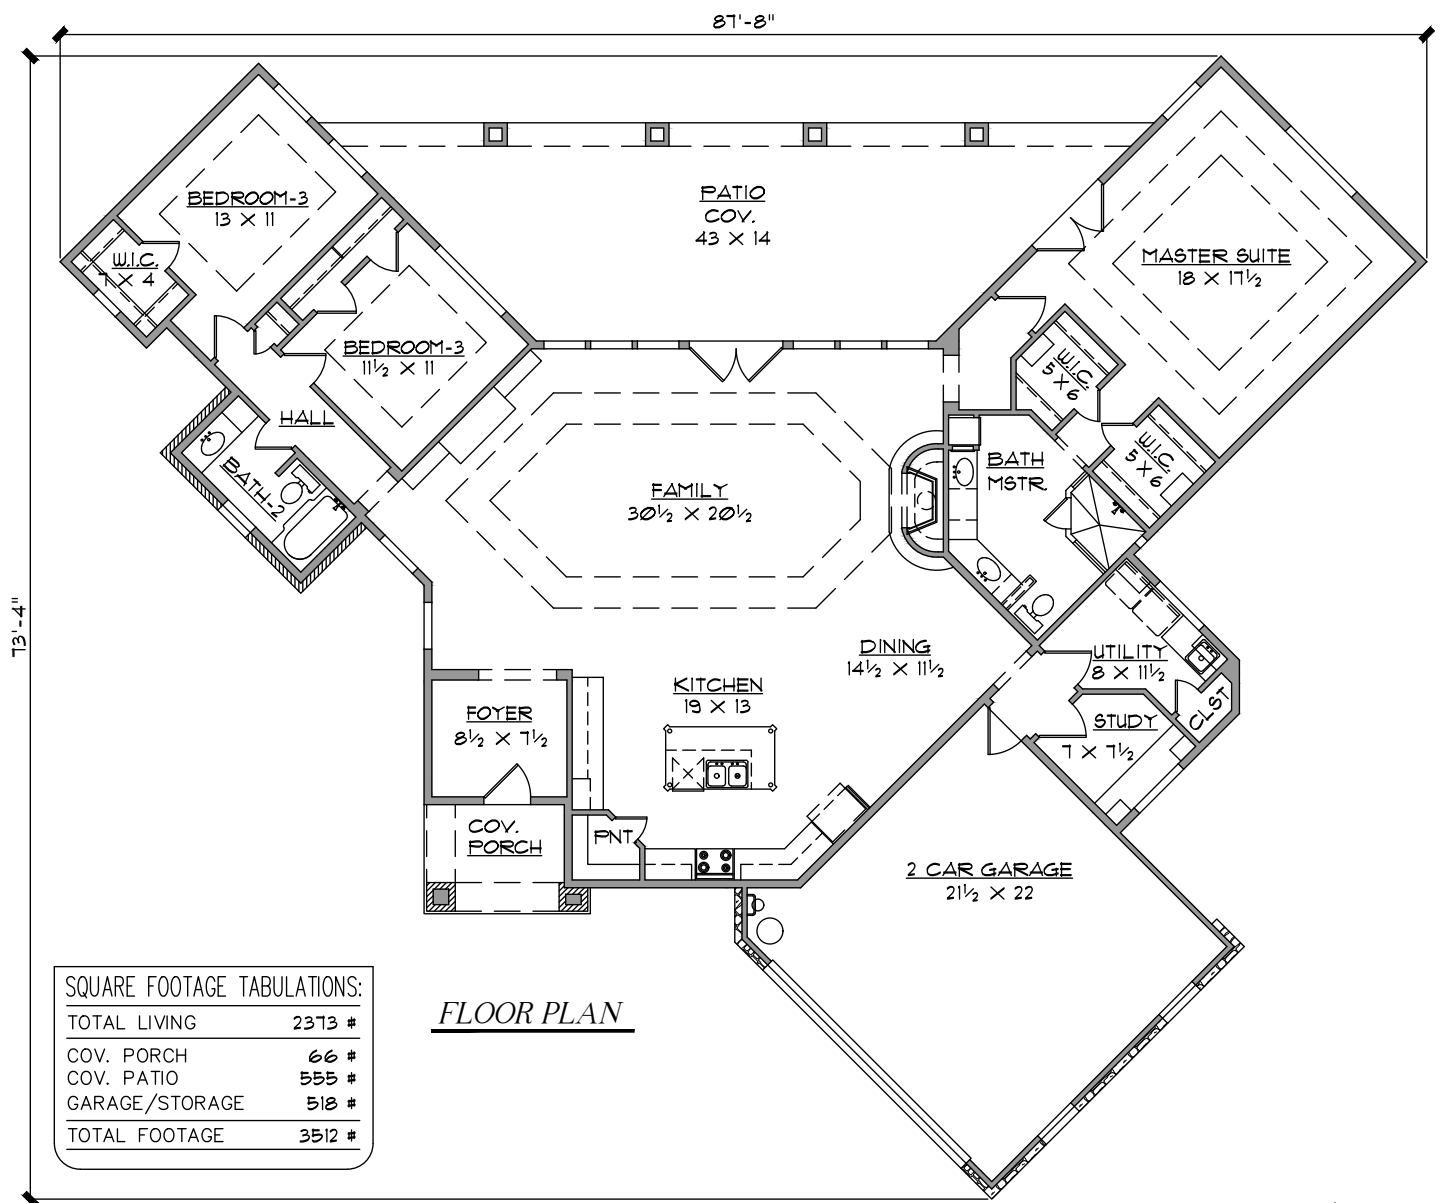 87'-8"
73'-4"
BEDROOM-3
13 X 11
W.I.C.
7 X 4
PATIO
COV.
43 X 14
MASTER SUITE
18 X 17½
BEDROOM-3
11½ X 11
W.I.C.
5 X 6
HALL
W.I.C.
5 X 6
BATH-2
BATH
MSTR.
FAMILY
30½ X 20½
DINING
14½ X 11½
UTILITY
8 X 11½
KITCHEN
19 X 13
FOYER
8½ X 7½
CLST
STUDY
7 X 7½
COV.
PORCH
PNT
2 CAR GARAGE
21½ X 22
FLOOR PLAN
SQUARE FOOTAGE TABULATIONS:
TOTAL LIVING 2373 #
COV. PORCH 66 #
COV. PATIO 555 #
GARAGE/STORAGE 518 #
TOTAL FOOTAGE 3512 #